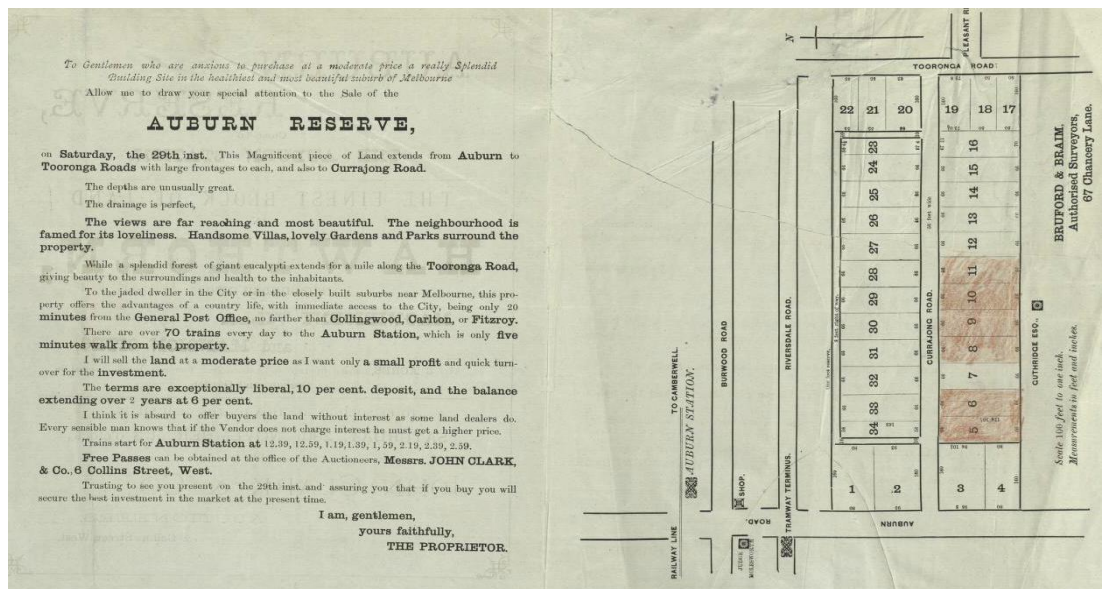 To Gentlemen who are anxious to purchase at a moderate price a really Splendid
Building Site in the healthiest and most beautiful suburb of Melbourne
Allow me to draw your special attention to the Sale of the
AUBURN RESERVE,
on Saturday, the 29th inst. This Magnificent piece of Land extends from Auburn to
Tooronga Roads with large frontages to each, and also to Currajong Road.
The depths are unusually great.
The drainage is perfect,
The views are far reaching and most beautiful. The neighbourhood is
famed for its loveliness. Handsome Villas, lovely Gardens and Parks surround the
property.
While a splendid forest of giant eucalypti extends for a mile along the Tooronga Road,
giving beauty to the surroundings and health to the inhabitants.
To the jaded dweller in the City or in the closely built suburbs near Melbourne, this pro-
perty offers the advantages of a country life, with immediate access to the City, being only 20
minutes from the General Post Office, no farther than Collingwood, Carlton, or Fitzroy.
There are over 70 trains every day to the Auburn Station, which is only five
minutes walk from the property.
I will sell the land at a moderate price as I want only a small profit and quick turn-
over for the investment.
The terms are exceptionally liberal, 10 per cent. deposit, and the balance
extending over 2 years at 6 per cent.
I think it is absurd to offer buyers the land without interest as some land dealers do.
Every sensible man knows that if the Vendor does not charge interest he must get a higher price.
Trains start for Auburn Station at 12.39, 12.59, 1.19, 1.39, 1,59, 2.19, 2.39, 2.59.
Free Passes can be obtained at the office of the Auctioneers, Messrs. JOHN CLARK,
& Co., 6 Collins Street, West.
Trusting to see you present on the 29th inst. and assuring you that if you buy you will
secure the best investment in the market at the present time.
I am, gentlemen,
yours faithfully,
THE PROPRIETOR.
N
PLEASANT
TOORONGA ROAD:
22 21 20
19 18 17
23
24
25
26
27
28
29
30
31
32
33
34
16
15
14
13
12
11
10
9
8
7
6
5
1 2
3 4
CURRAJONG ROAD.
AUBURN
ROAD.
RIVERSDALE ROAD.
TRAMWAY TERMINUS.
BURWOOD ROAD
SHOP.
JUDGE
MOLESWORTH
TO CAMBERWELL.
AUBURN STATION.
RAILWAY LINE
GUTHRIDGE ESQ.,
BRUFORD & BRAIM,
Authorised Surveyors,
67 Chancery Lane.
Scale 100 feet to one inch.
Measurements in feet and inches.